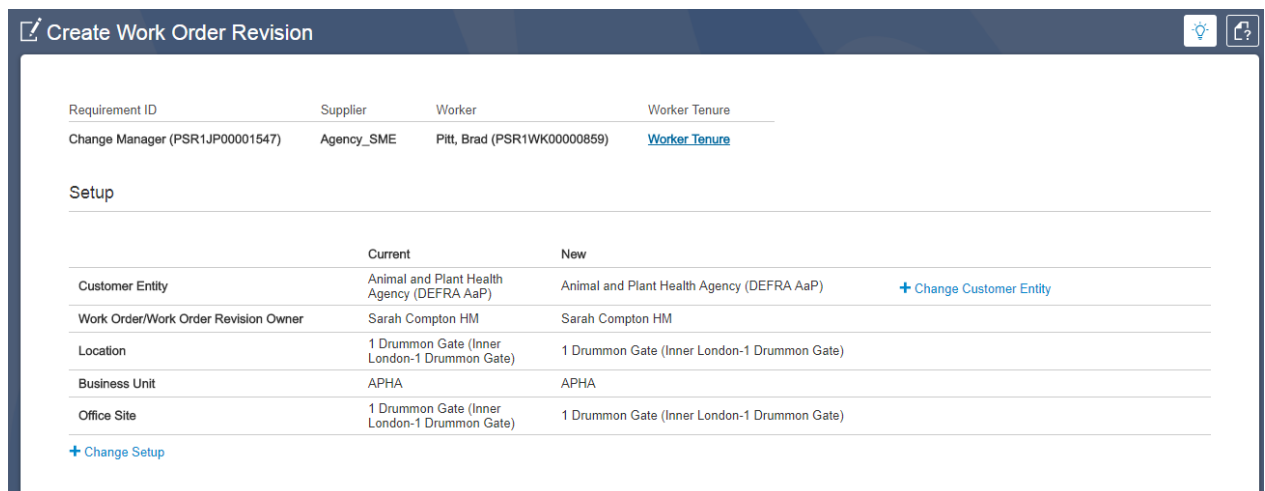 Create Work Order Revision
Requirement ID Supplier Worker Worker Tenure
Change Manager (PSR1JP00001547) Agency_SME Pitt, Brad (PSR1WK00000859) Worker Tenure
Setup
Current New
Customer Entity Animal and Plant Health Agency (DEFRA AaP) Animal and Plant Health Agency (DEFRA AaP) + Change Customer Entity
Work Order/Work Order Revision Owner Sarah Compton HM Sarah Compton HM
Location 1 Drummon Gate (Inner London-1 Drummon Gate) 1 Drummon Gate (Inner London-1 Drummon Gate)
Business Unit APHA APHA
Office Site 1 Drummon Gate (Inner London-1 Drummon Gate) 1 Drummon Gate (Inner London-1 Drummon Gate)
+ Change Setup